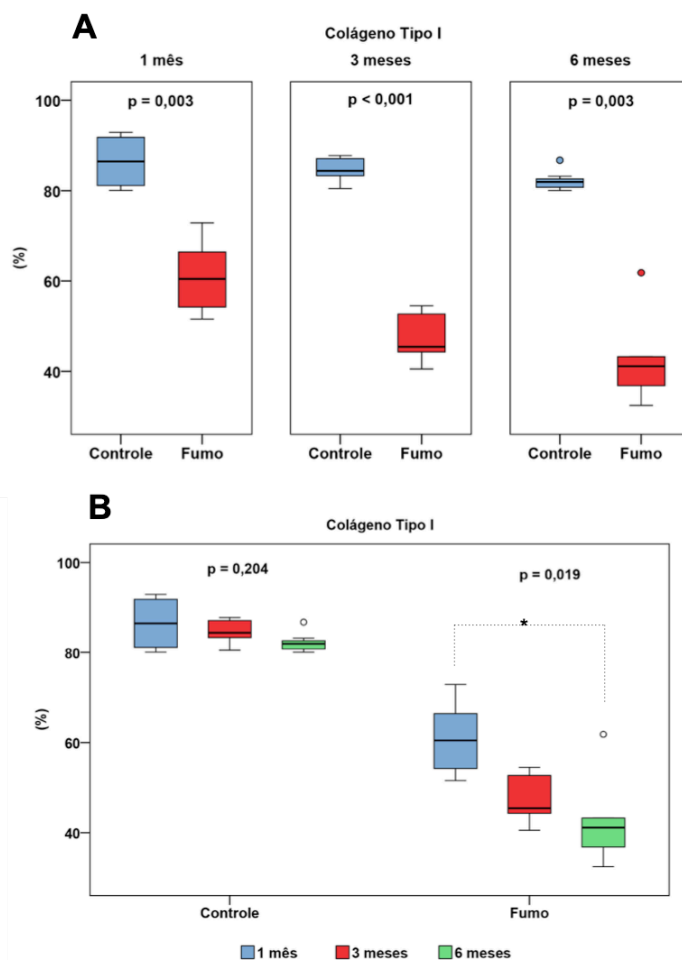 A
Colágeno Tipo I
1 mês 3 meses 6 meses
p = 0,003 p < 0,001 p = 0,003
100
80
60
40
(%)
Controle Fumo Controle Fumo Controle Fumo
B
Colágeno Tipo I
p = 0,204 p = 0,019
*
100
80
60
40
(%)
Controle Fumo
1 mês 3 meses 6 meses